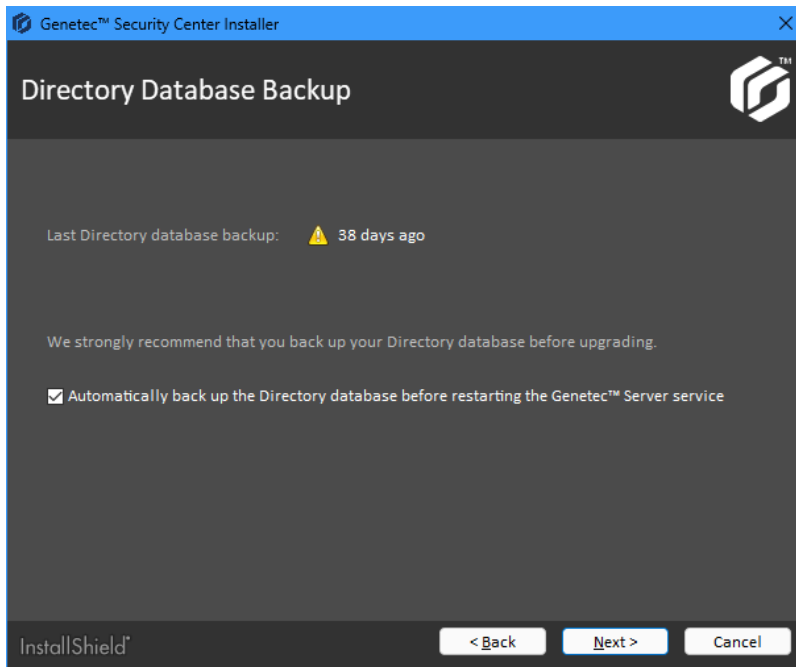 Genetec™ Security Center Installer
Directory Database Backup
TM
Last Directory database backup: 38 days ago
We strongly recommend that you back up your Directory database before upgrading.
Automatically back up the Directory database before restarting the Genetec™ Server service
InstallShield
< Back Next > Cancel